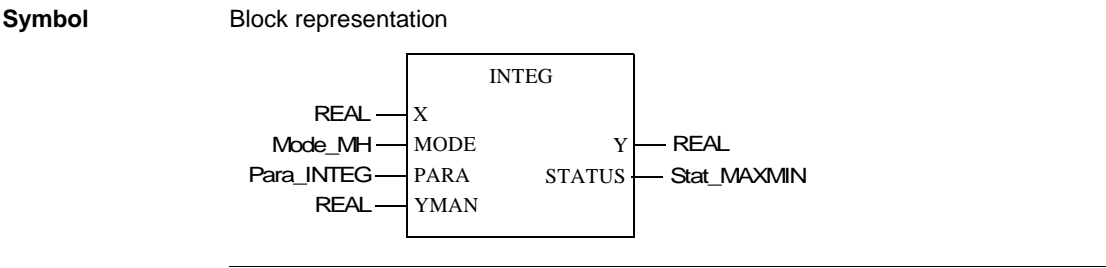 Symbol Block representation
INTEG
REAL X
Mode_MH MODE Y REAL
Para_INTEG PARA STATUS Stat_MAXMIN
REAL YMAN